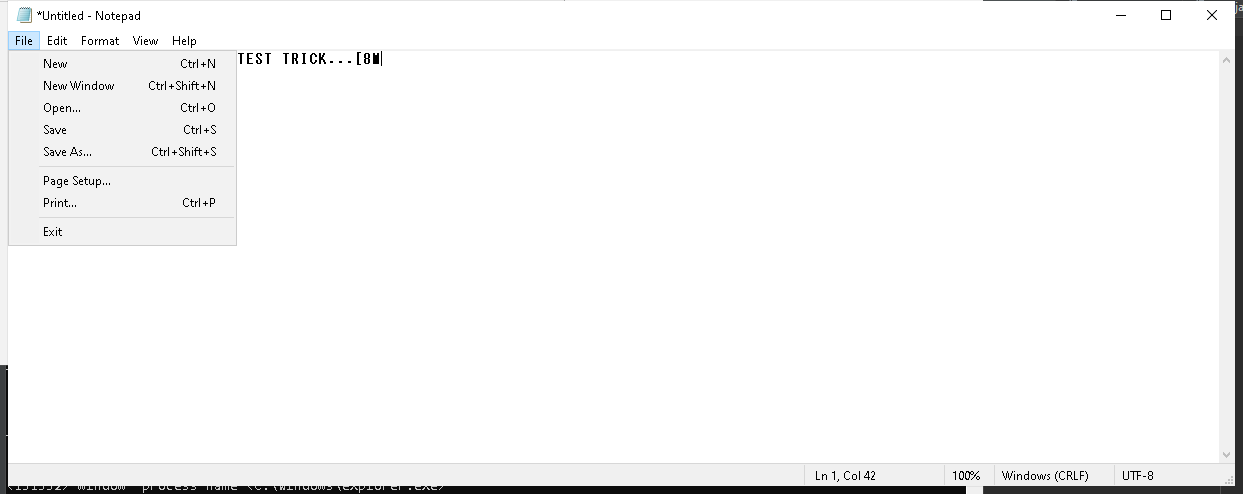 *Untitled - Notepad
File Edit Format View Help
TEST TRICK...[8M
New Ctrl+N
New Window Ctrl+Shift+N
Open... Ctrl+O
Save Ctrl+S
Save As... Ctrl+Shift+S
Page Setup...
Print... Ctrl+P
Exit
Ln 1, Col 42 100% Windows (CRLF) UTF-8
window process name <C:\Windows\explorer.exe>